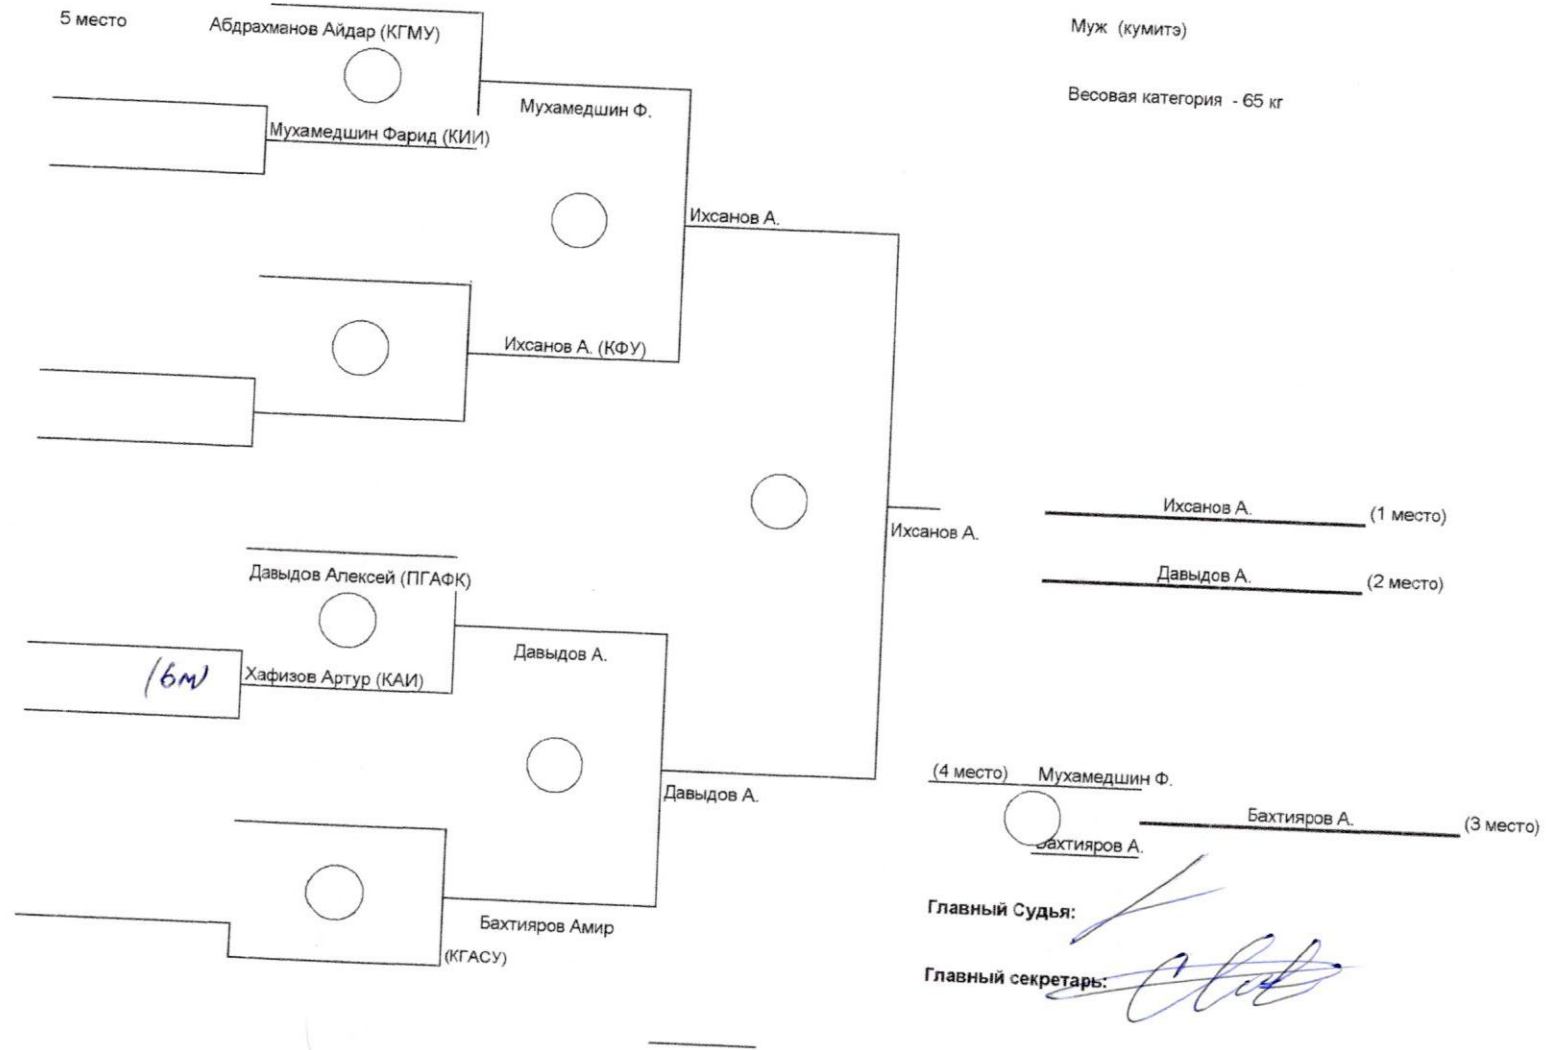 5 место
Абдрахманов Айдар (КГМУ)
Муж (кумитэ)
Мухамедшин Ф.
Весовая категория - 65 кг
Мухамедшин Фарид (КИИ)
Ихсанов А.
Ихсанов А. (КФУ)
Ихсанов А. (1 место)
Ихсанов А.
Давыдов Алексей (ПГАФК)
Давыдов А. (2 место)
Давыдов А.
(6м)
Хафизов Артур (КАИ)
Давыдов А.
(4 место) Мухамедшин Ф.
Бахтияров А. (3 место)
Бахтияров А.
Главный Судья:
Бахтияров Амир
(КГАСУ)
Главный секретарь: